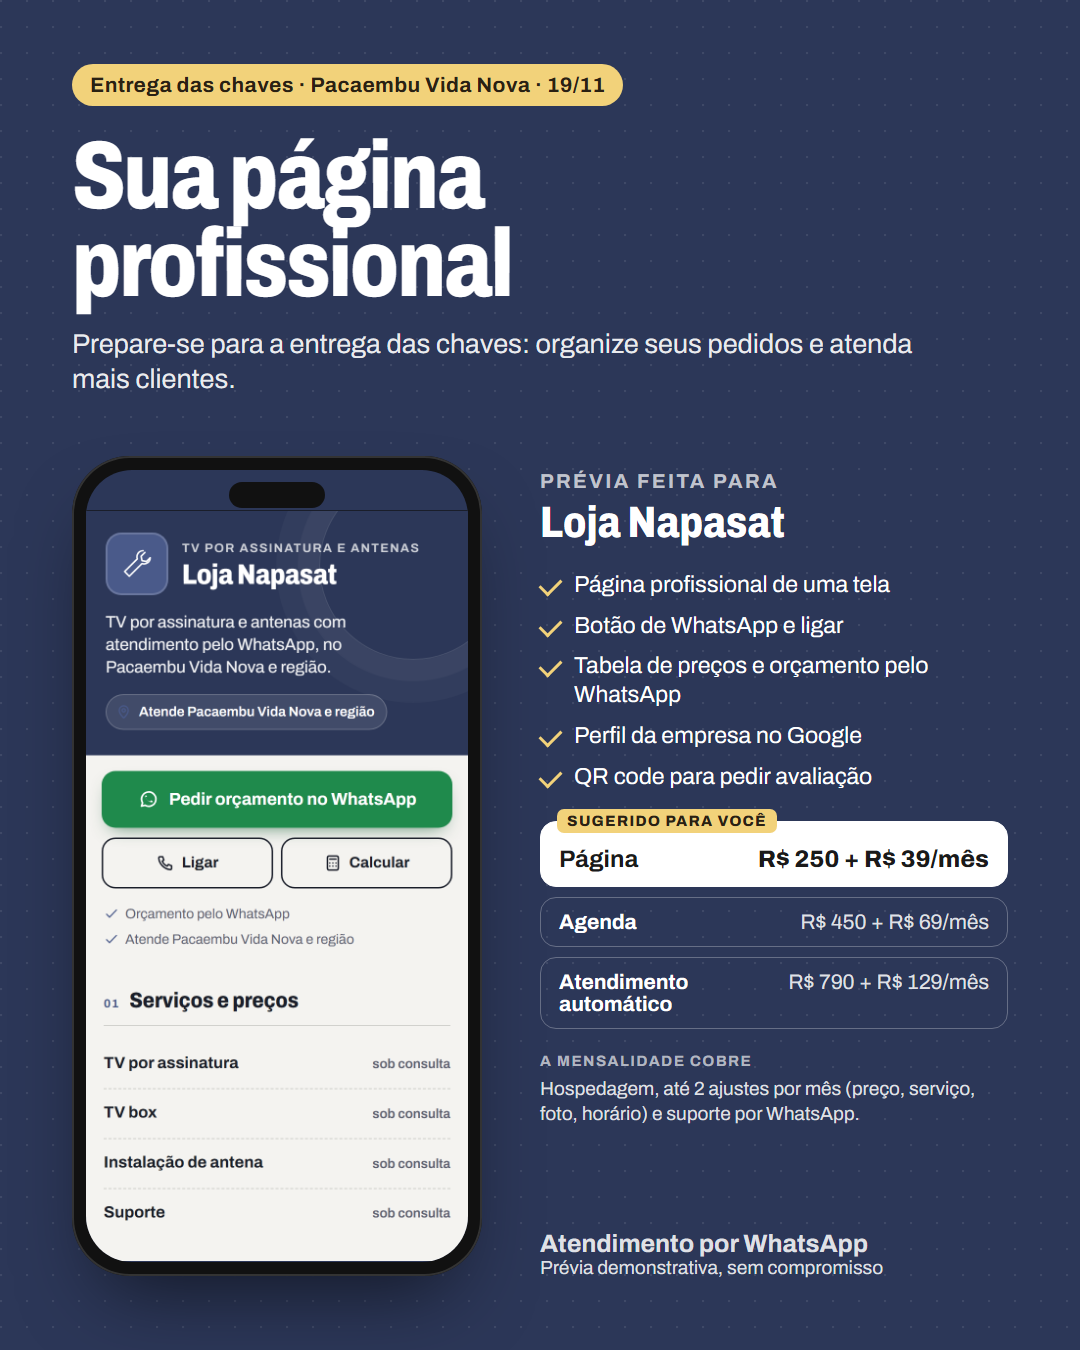 Entrega das chaves · Pacaembu Vida Nova · 19/11
Sua página
profissional
Prepare-se para a entrega das chaves: organize seus pedidos e atenda
mais clientes.
TV POR ASSINATURA E ANTENAS
Loja Napasat
TV por assinatura e antenas com
atendimento pelo WhatsApp, no
Pacaembu Vida Nova e região.
Atende Pacaembu Vida Nova e região
Pedir orçamento no WhatsApp
Ligar
Calcular
Orçamento pelo WhatsApp
Atende Pacaembu Vida Nova e região
01 Serviços e preços
TV por assinatura sob consulta
TV box sob consulta
Instalação de antena sob consulta
Suporte sob consulta
PRÉVIA FEITA PARA
Loja Napasat
Página profissional de uma tela
Botão de WhatsApp e ligar
Tabela de preços e orçamento pelo
WhatsApp
Perfil da empresa no Google
QR code para pedir avaliação
SUGERIDO PARA VOCÊ
Página R$ 250 + R$ 39/mês
Agenda R$ 450 + R$ 69/mês
Atendimento R$ 790 + R$ 129/mês
automático
A MENSALIDADE COBRE
Hospedagem, até 2 ajustes por mês (preço, serviço,
foto, horário) e suporte por WhatsApp.
Atendimento por WhatsApp
Prévia demonstrativa, sem compromisso